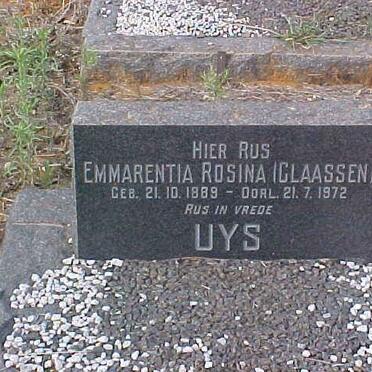 HIER RUS
EMMARENTIA ROSINA (CLAASSEN)
GEB. 21.10.1889 - OORL. 21.7.1972
RUS IN VREDE
UYS